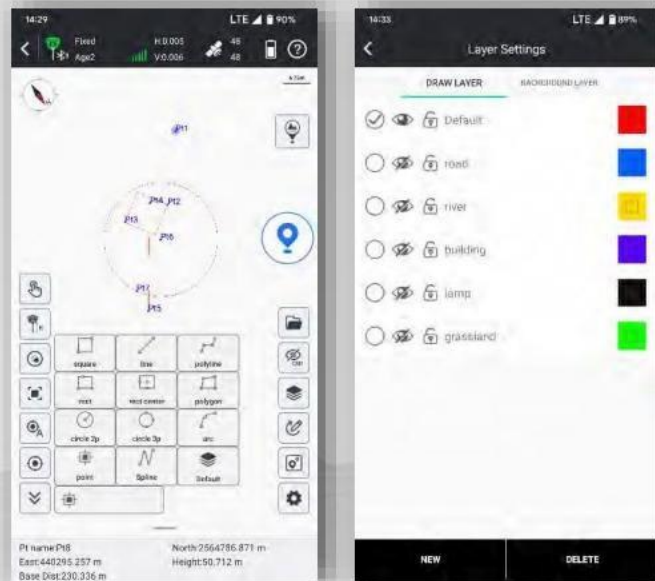 14:29
LTE 90%
Fixed
H:0.005
48
Age2
V:0.006
48
Pt1
Pt4
Pt2
Pt3
Pt6
Pt7
Pt5
square
line
polyline
rect
rect center
polygon
circle 2p
circle 3p
arc
point
Spline
Default
Pt name:Pt8
North:2564786.871 m
East:440295.257 m
Height:50.712 m
Base Dist:230.336 m
14:33
LTE 89%
Layer Settings
DRAW LAYER
BACKGROUND LAYER
Default
road
river
building
lamp
grassland
NEW
DELETE